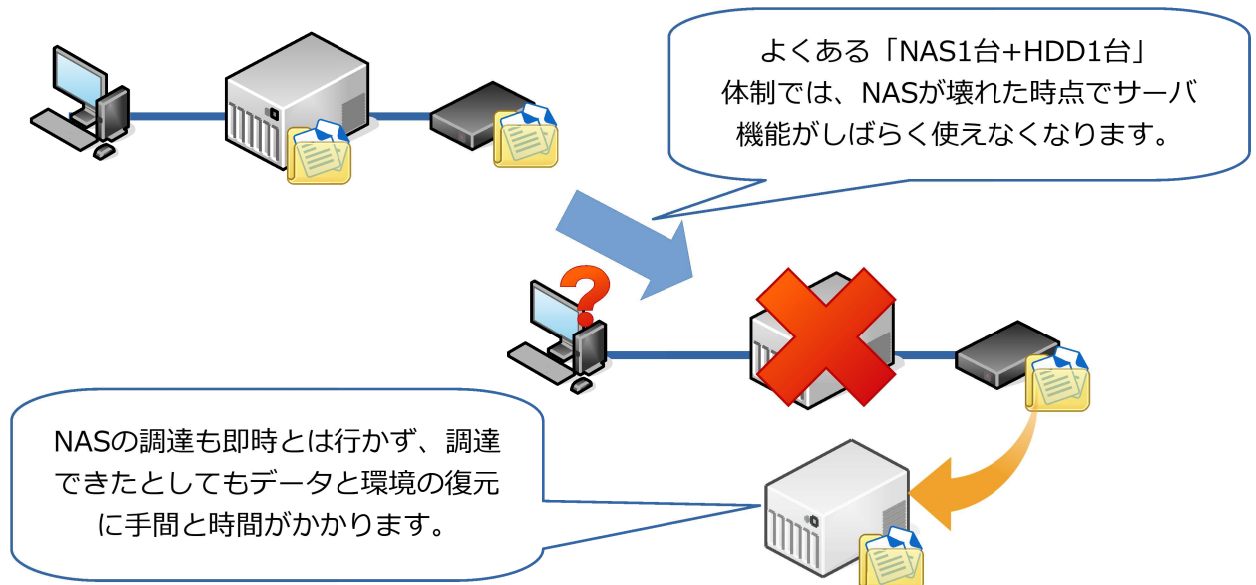 よくある「NAS1台+HDD1台」
体制では、NASが壊れた時点でサーバ
機能がしばらく使えなくなります。
?
NASの調達も即時とは行かず、調達
できたとしてもデータと環境の復元
に手間と時間がかかります。